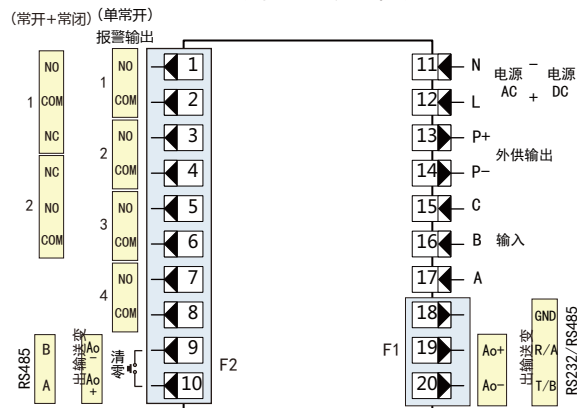 (常开+常闭)
(单常开)
报警输出
1
NO
COM
NC
2
NC
NO
COM
1
NO
COM
2
NO
COM
3
NO
COM
4
NO
COM
RS485
B
A
变送输出
Ao-
Ao+
清零
1
2
3
4
5
6
7
8
9
10
F2
11 N
12 L
电源 AC
- +
电源 DC
13 P+
14 P-
外供输出
15 C
16 B
17 A
输入
18
19
20
F1
Ao+
Ao-
变送输出
GND
R/A
T/B
RS232/RS485